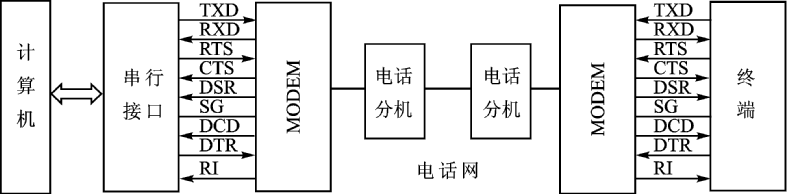 计算机
串行接口
TXD
RXD
RTS
CTS
DSR
SG
DCD
DTR
RI
MODEM
电话分机
电话分机
电话网
MODEM
TXD
RXD
RTS
CTS
DSR
SG
DCD
DTR
RI
终端